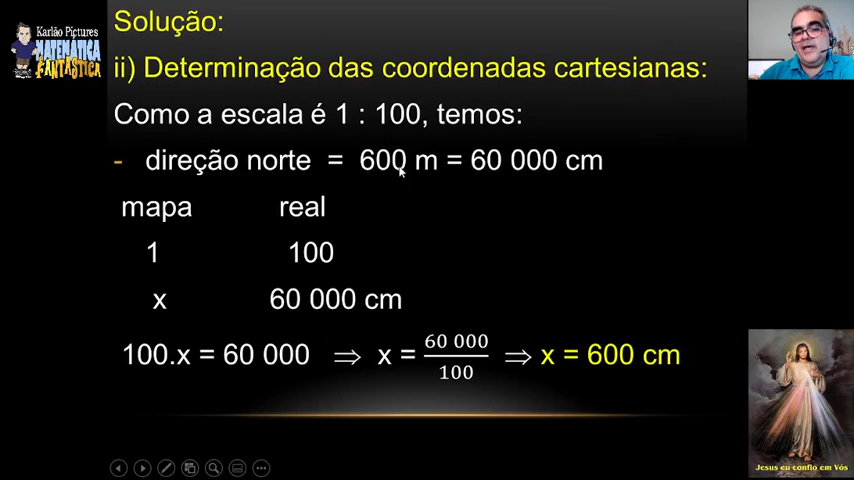 Karlão Pictures
MATEMÁTICA
FANTÁSTICA
Solução:
ii) Determinação das coordenadas cartesianas:
Como a escala é 1 : 100, temos:
- direção norte = 600 m = 60 000 cm
mapa real
1 100
x 60 000 cm
100.x = 60 000 ⇒ x = 60 000/100 ⇒ x = 600 cm
Jesus eu confio em Vós